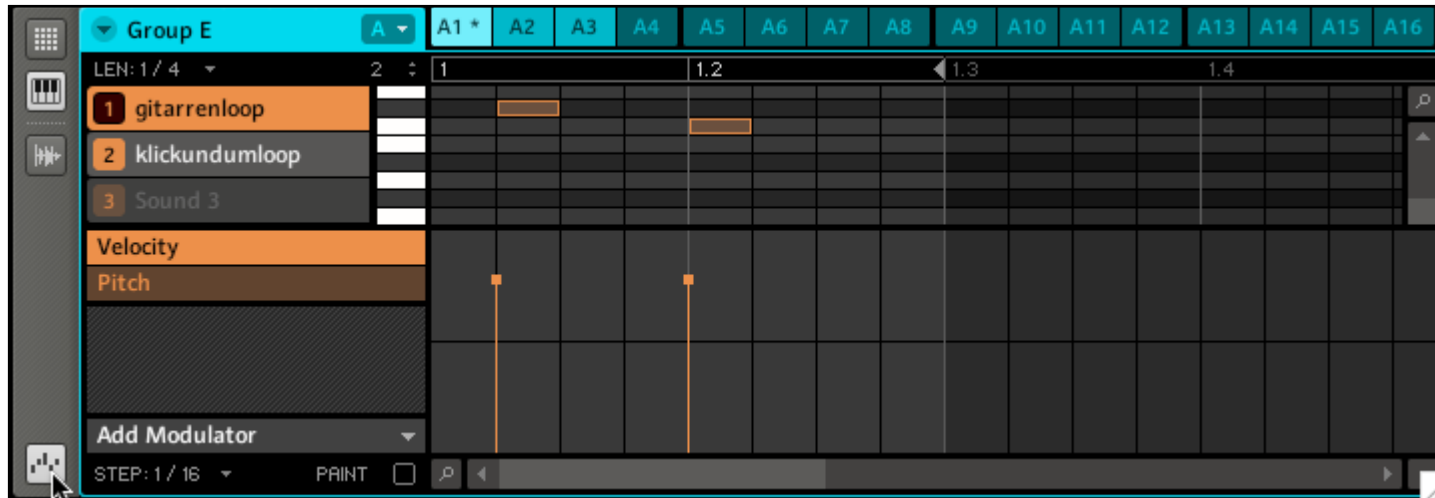 Group E A A1 * A2 A3 A4 A5 A6 A7 A8 A9 A10 A11 A12 A13 A14 A15 A16
LEN: 1 / 4 2 1 1.2 1.3 1.4
1 gitarrenloop
2 klickundumloop
3 Sound 3
Velocity
Pitch
Add Modulator
STEP: 1 / 16 PAINT